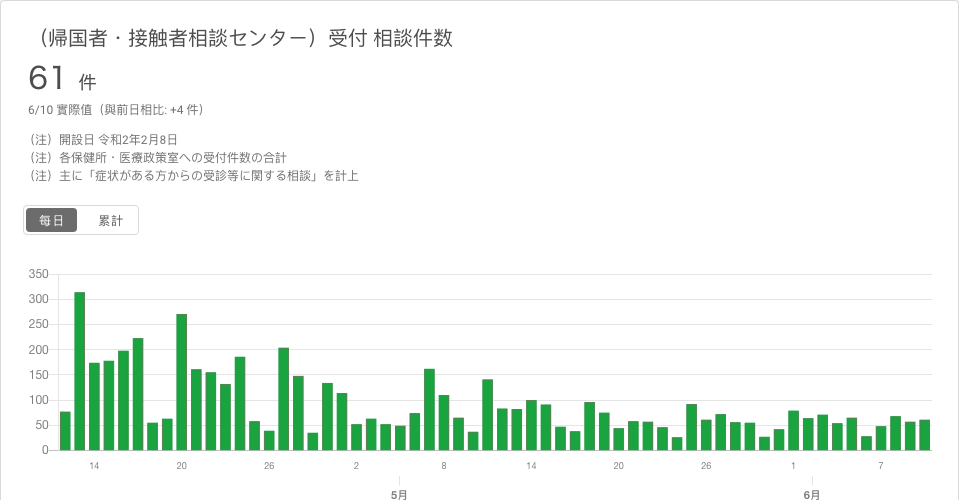 （帰国者・接触者相談センター）受付 相談件数
61 件
6/10 實際值（與前日相比: +4 件）
（注）開設日 令和2年2月8日
（注）各保健所・医療政策室への受付件数の合計
（注）主に「症状がある方からの受診等に関する相談」を計上
每日 累計
350
300
250
200
150
100
50
0
14 20 26 2 8 14 20 26 1 7
5月 6月